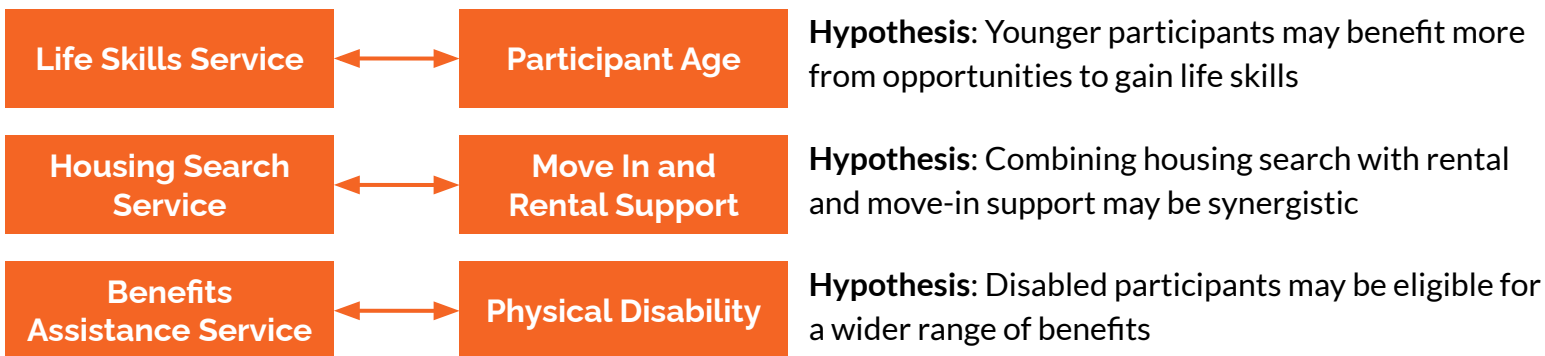 Life Skills Service
Participant Age
Hypothesis: Younger participants may benefit more
from opportunities to gain life skills
Housing Search
Service
Move In and
Rental Support
Hypothesis: Combining housing search with rental
and move-in support may be synergistic
Benefits
Assistance Service
Physical Disability
Hypothesis: Disabled participants may be eligible for
a wider range of benefits